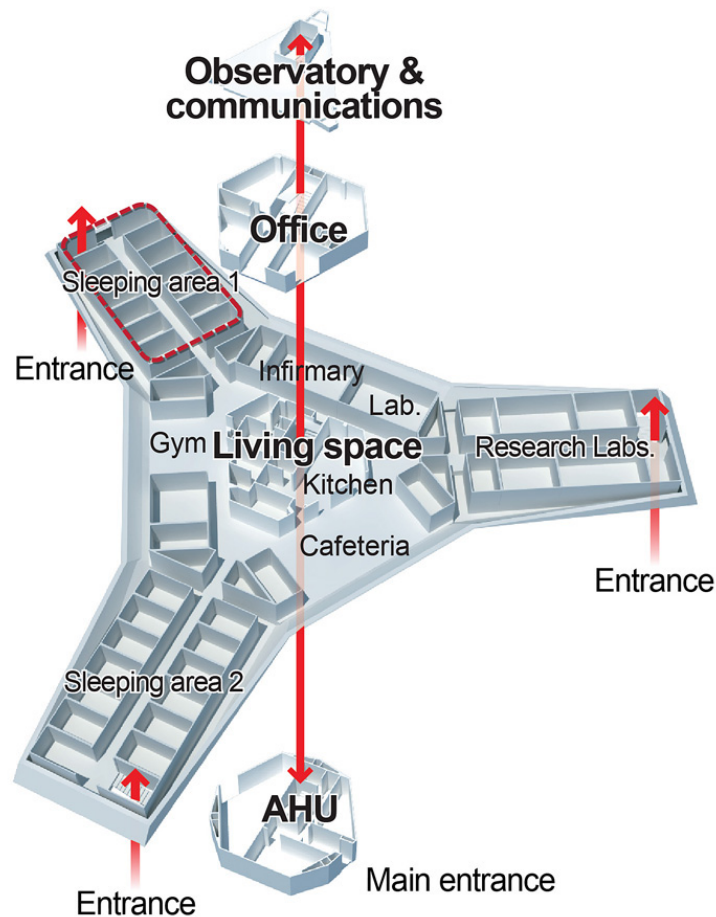 Observatory &
communications
Office
Sleeping area 1
Entrance
Infirmary
Lab.
Gym
Living space
Research Labs.
Kitchen
Cafeteria
Entrance
Sleeping area 2
AHU
Main entrance
Entrance